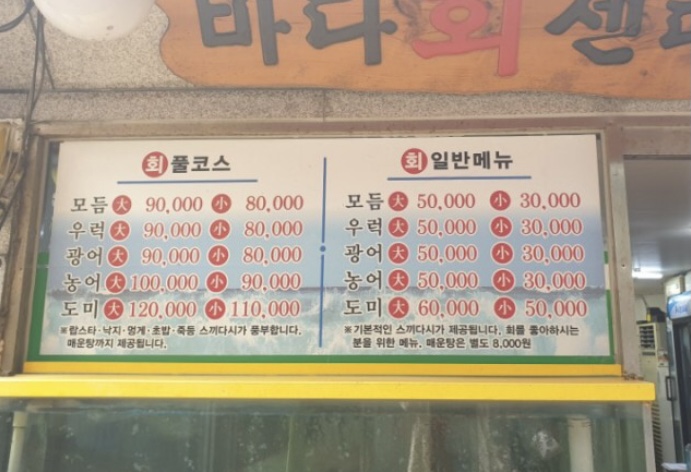 바다회센타
회 풀코스
모듬 大 90,000 小 80,000
우럭 大 90,000 小 80,000
광어 大 90,000 小 80,000
농어 大 100,000 小 90,000
도미 大 120,000 小 110,000
※랍스타·낙지·멍게·초밥·죽등 스끼다시가 풍부합니다.
매운탕까지 제공됩니다.
회 일반메뉴
모듬 大 50,000 小 30,000
우럭 大 50,000 小 30,000
광어 大 50,000 小 30,000
농어 大 50,000 小 30,000
도미 大 60,000 小 50,000
※기본적인 스끼다시가 제공됩니다. 회를 좋아하시는
분을 위한 메뉴. 매운탕은 별도 8,000원